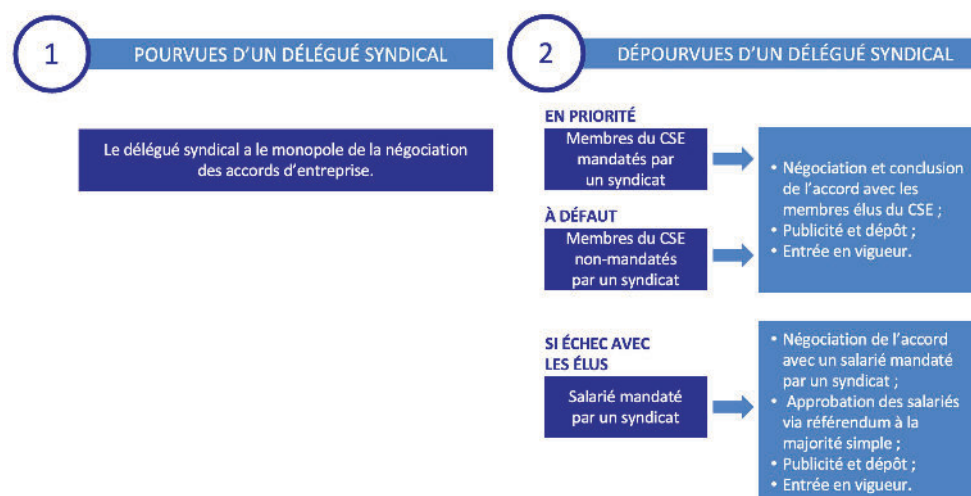 1
POURVUES D'UN DÉLÉGUÉ SYNDICAL
Le délégué syndical a le monopole de la négociation
des accords d'entreprise.
2
DÉPOURVUES D'UN DÉLÉGUÉ SYNDICAL
EN PRIORITÉ
Membres du CSE
mandatés par
un syndicat
À DÉFAUT
Membres du CSE
non-mandatés
par un syndicat
• Négociation et conclusion
de l'accord avec les
membres élus du CSE ;
• Publicité et dépôt ;
• Entrée en vigueur.
SI ÉCHEC AVEC
LES ÉLUS
Salarié mandaté
par un syndicat
• Négociation de l'accord
avec un salarié mandaté
par un syndicat ;
• Approbation des salariés
via référendum à la
majorité simple ;
• Publicité et dépôt ;
• Entrée en vigueur.